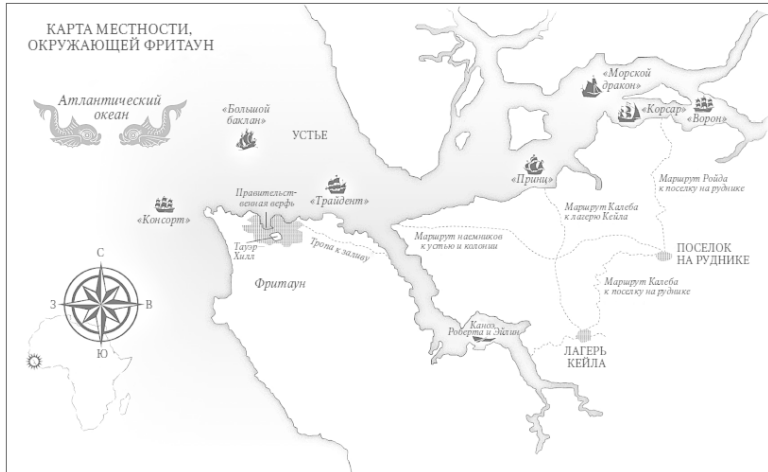 КАРТА МЕСТНОСТИ,
ОКРУЖАЮЩЕЙ ФРИТАУН
Атлантический
океан
«Большой
баклан»
УСТЬЕ
«Морской
дракон»
«Корсар»
«Ворон»
«Принц»
«Консорт»
Правительст-
венная верфь
«Трайдент»
Тауэр
Хилл
Тропа к заливу
Фритаун
Маршрут наемников
к устью и колонии
Маршрут Калеба
к лагерю Кейла
Маршрут Ройда
к поселку на руднике
ПОСЕЛОК
НА РУДНИКЕ
Маршрут Калеба
к поселку на руднике
Каноэ
Роберта и Эйлин
ЛАГЕРЬ
КЕЙЛА
С
З
В
Ю